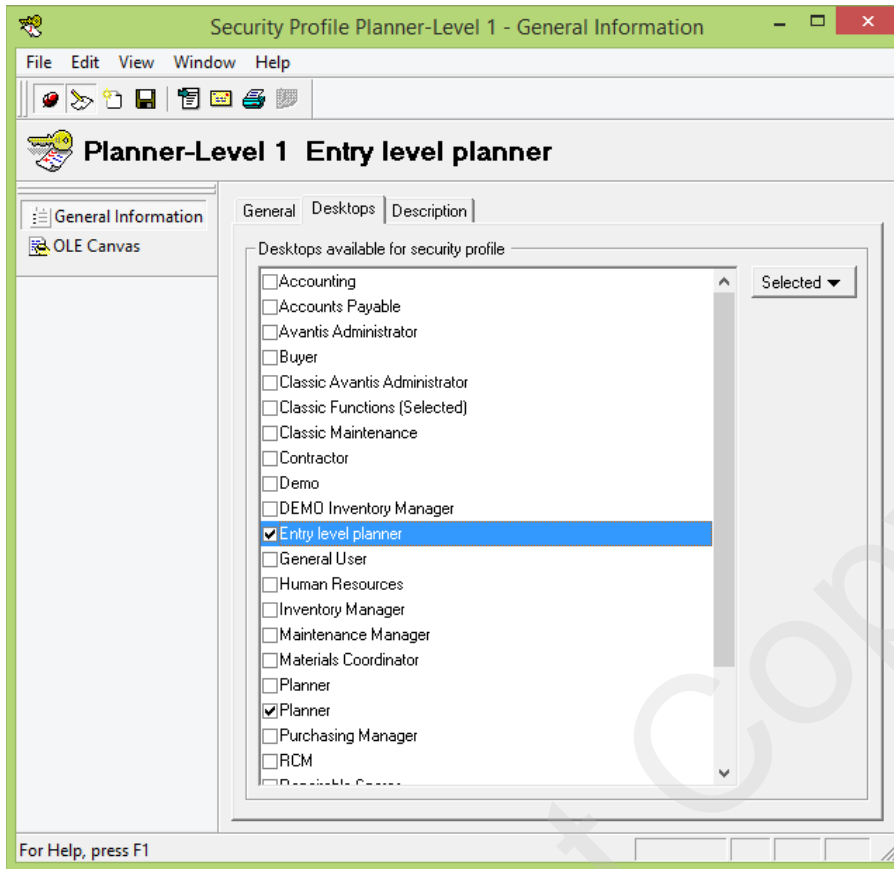 Security Profile Planner-Level 1 - General Information
File Edit View Window Help
Planner-Level 1 Entry level planner
General Information
OLE Canvas
General Desktops Description
Desktops available for security profile
Selected
Accounting
Accounts Payable
Avantis Administrator
Buyer
Classic Avantis Administrator
Classic Functions (Selected)
Classic Maintenance
Contractor
Demo
DEMO Inventory Manager
Entry level planner
General User
Human Resources
Inventory Manager
Maintenance Manager
Materials Coordinator
Planner
Planner
Purchasing Manager
RCM
For Help, press F1